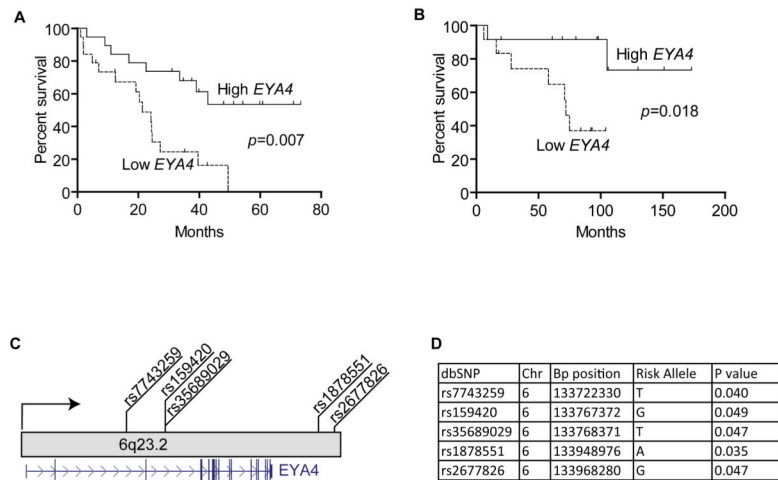 A
100
80
60
40
20
0
Percent survival
High EYA4
p=0.007
Low EYA4
0 20 40 60 80
Months
B
100
80
60
40
20
0
Percent survival
High EYA4
p=0.018
Low EYA4
0 50 100 150 200
Months
C
rs7743259
rs159420
rs35689029
rs1878551
rs2677826
6q23.2
EYA4
D
dbSNP Chr Bp position Risk Allele P value
rs7743259 6 133722330 T 0.040
rs159420 6 133767372 G 0.049
rs35689029 6 133768371 T 0.047
rs1878551 6 133948976 A 0.035
rs2677826 6 133968280 G 0.047